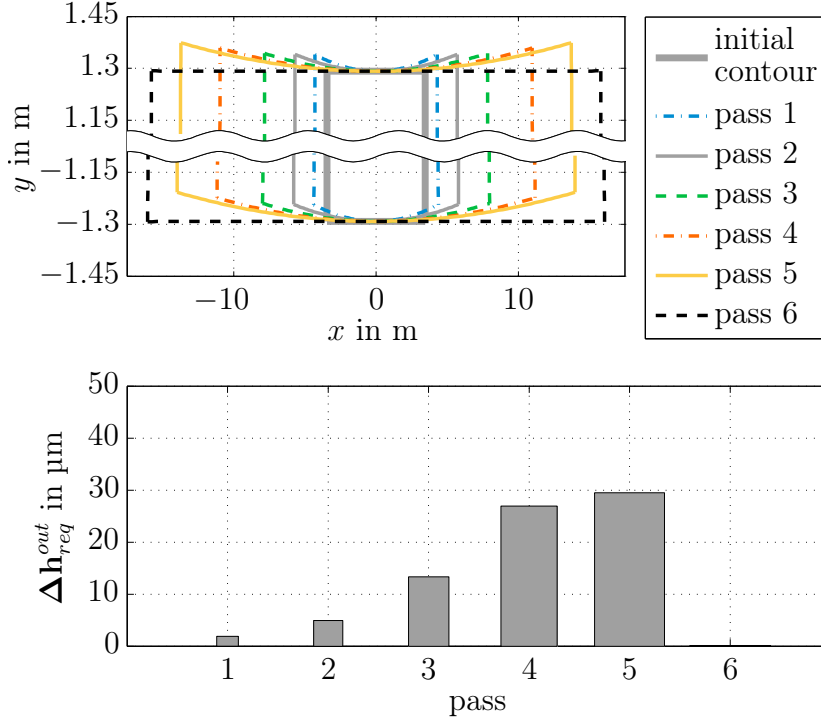 1.45
1.3
1.15
−1.15
−1.3
−1.45
y in m
−10
0
10
x in m
initial
contour
pass 1
pass 2
pass 3
pass 4
pass 5
pass 6
50
40
30
20
10
0
Δh_req^out in µm
1
2
3
4
5
6
pass